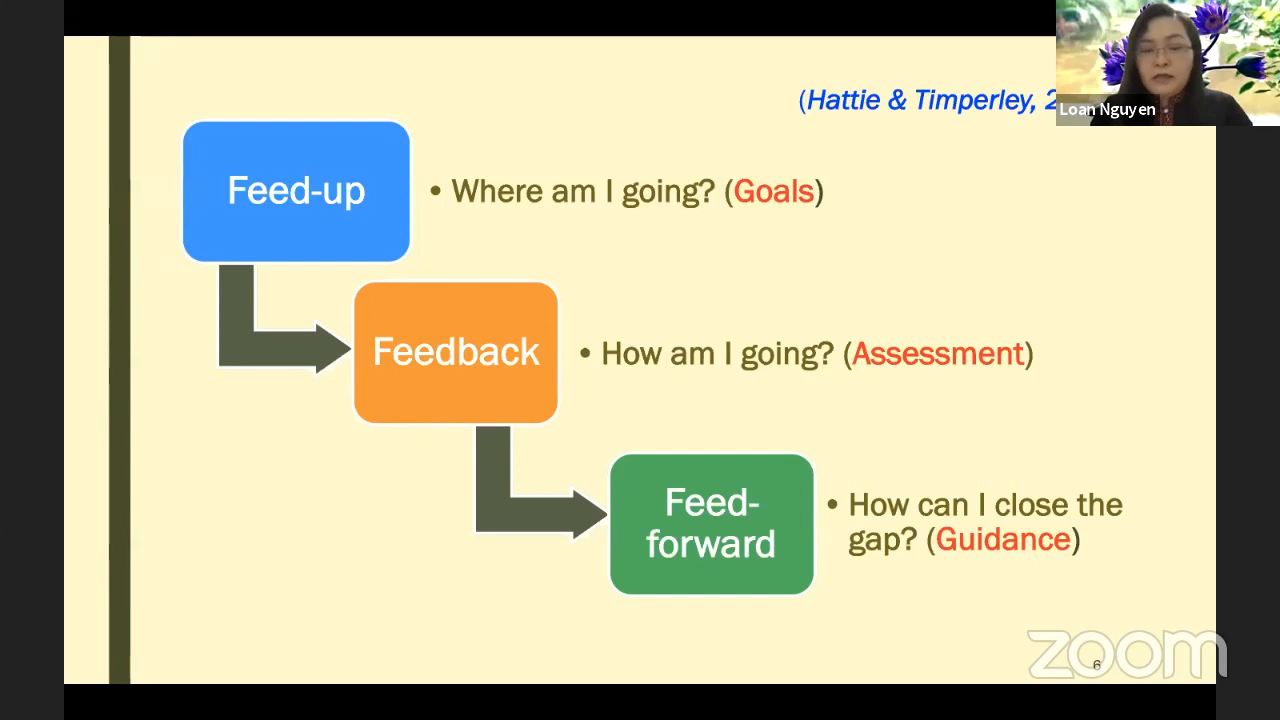 (Hattie & Timperley, 2
Loan Nguyen
Feed-up
• Where am I going? (Goals)
Feedback
• How am I going? (Assessment)
Feed-
forward
• How can I close the
gap? (Guidance)
zoom
6